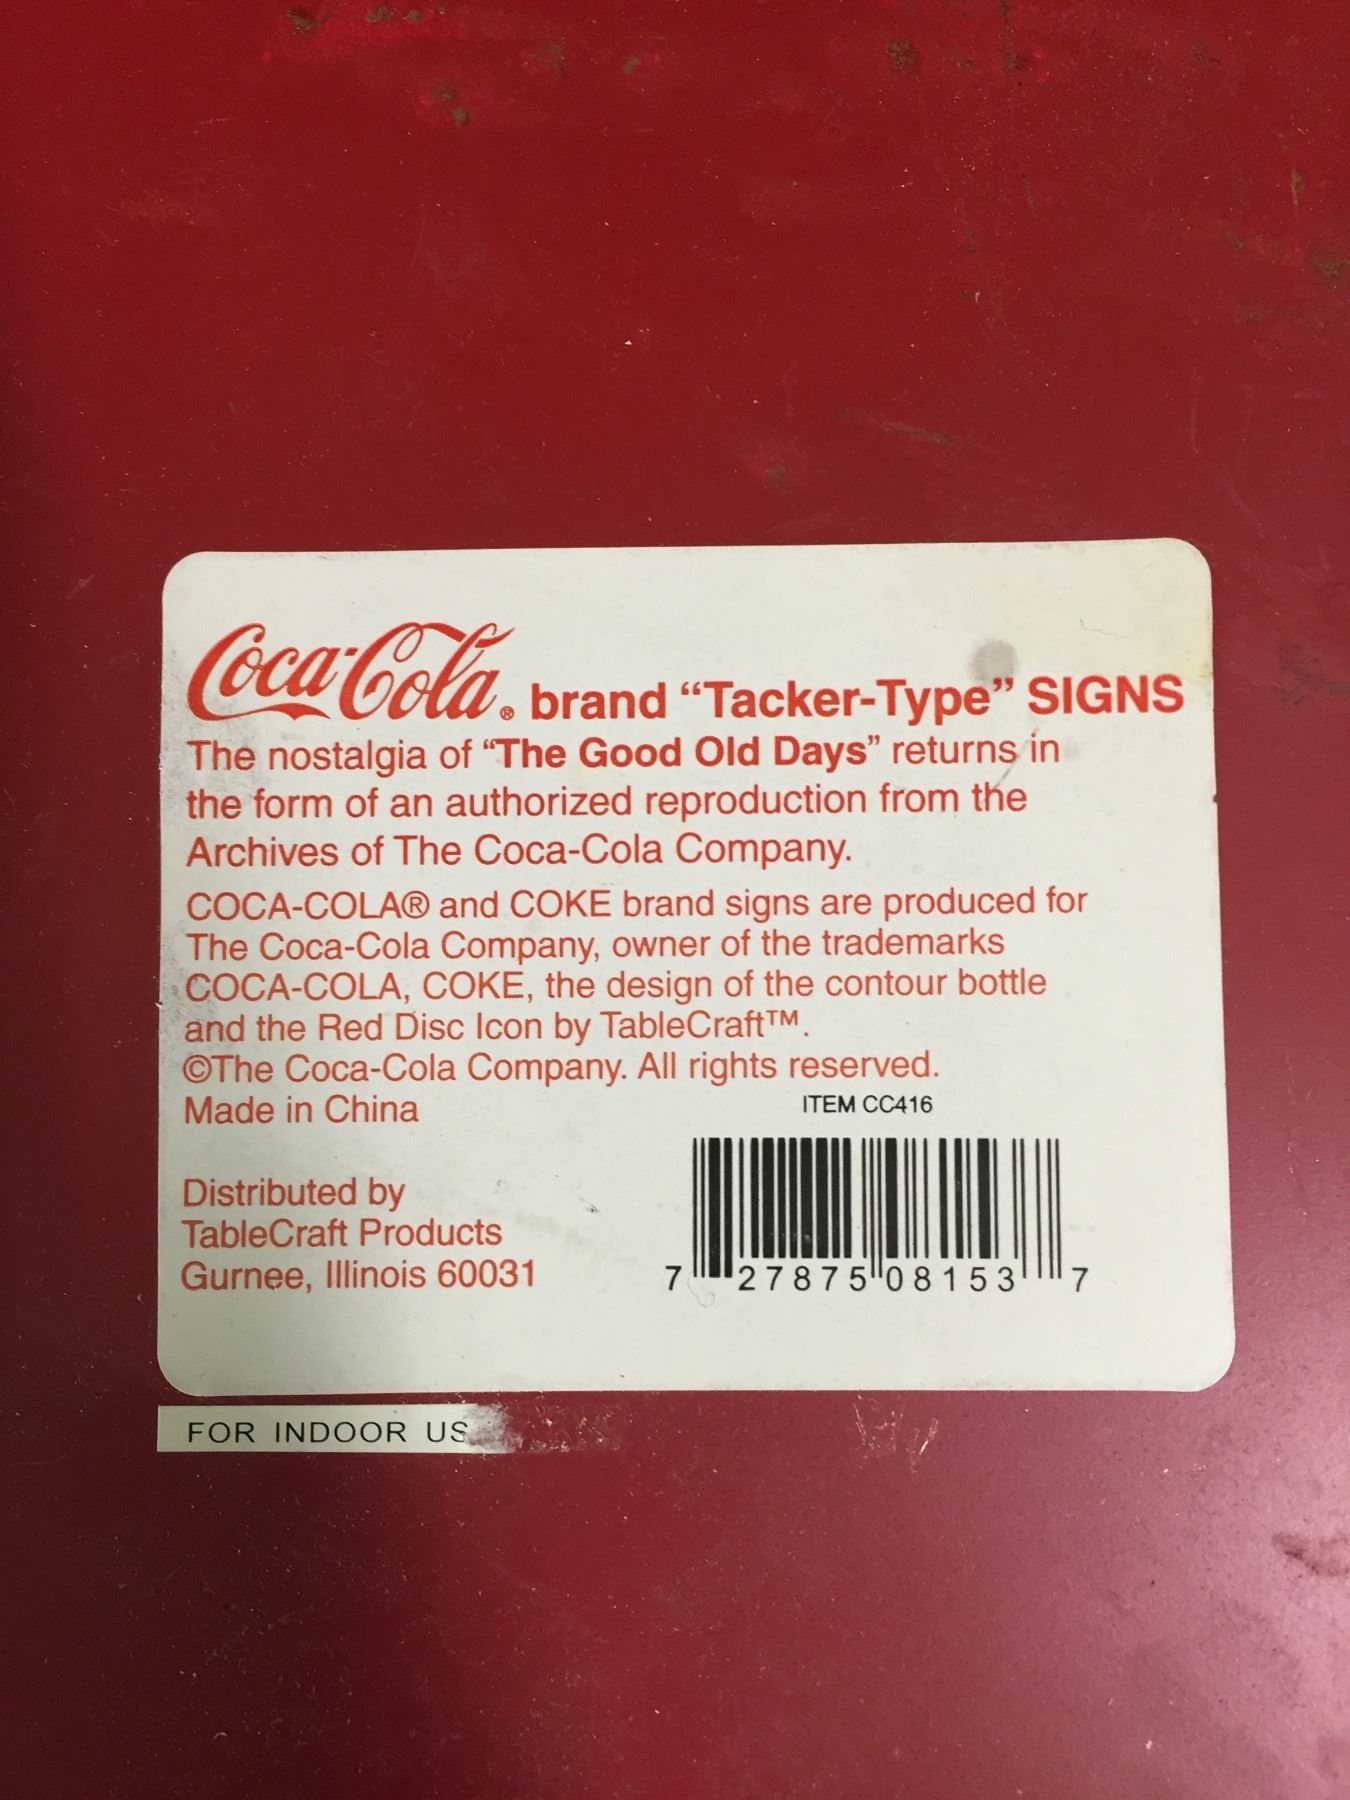 Coca-Cola® brand “Tacker-Type” SIGNS
The nostalgia of “The Good Old Days” returns in
the form of an authorized reproduction from the
Archives of The Coca-Cola Company.
COCA-COLA® and COKE brand signs are produced for
The Coca-Cola Company, owner of the trademarks
COCA-COLA, COKE, the design of the contour bottle
and the Red Disc Icon by TableCraft™.
©The Coca-Cola Company. All rights reserved.
Made in China
ITEM CC416
Distributed by
TableCraft Products
Gurnee, Illinois 60031
7 27875 08153 7
FOR INDOOR US